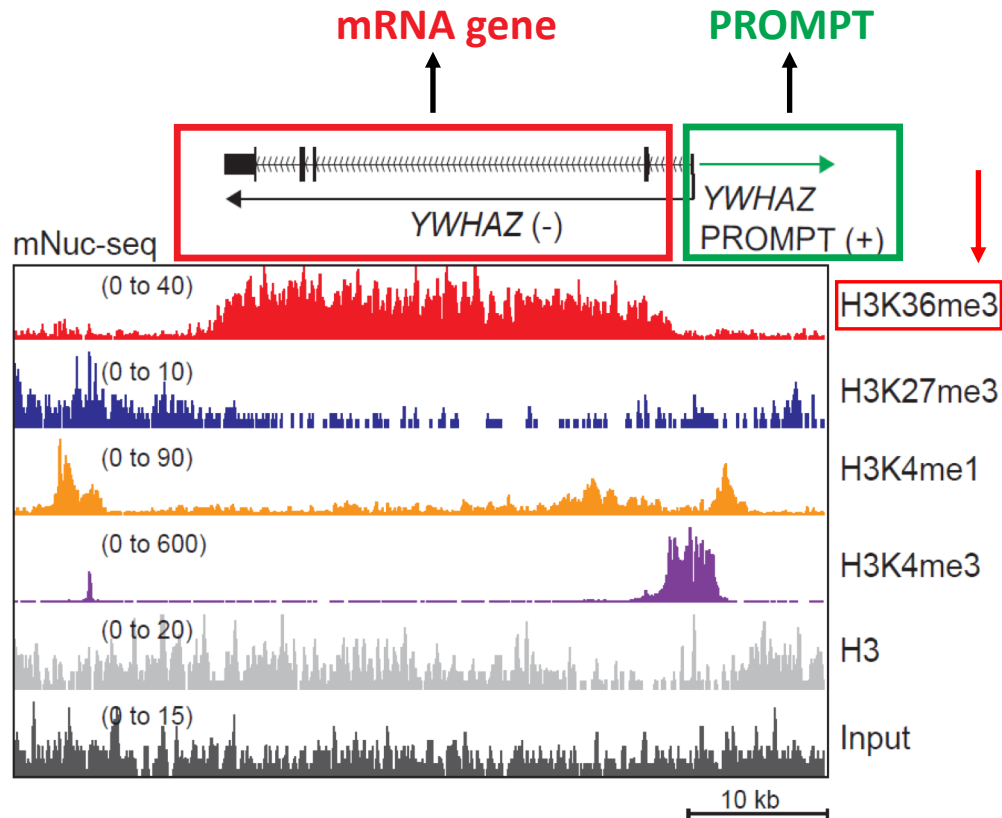 mRNA gene
PROMPT
YWHAZ (-)
YWHAZ
PROMPT (+)
mNuc-seq
(0 to 40)
H3K36me3
(0 to 10)
H3K27me3
(0 to 90)
H3K4me1
(0 to 600)
H3K4me3
(0 to 20)
H3
(0 to 15)
Input
10 kb